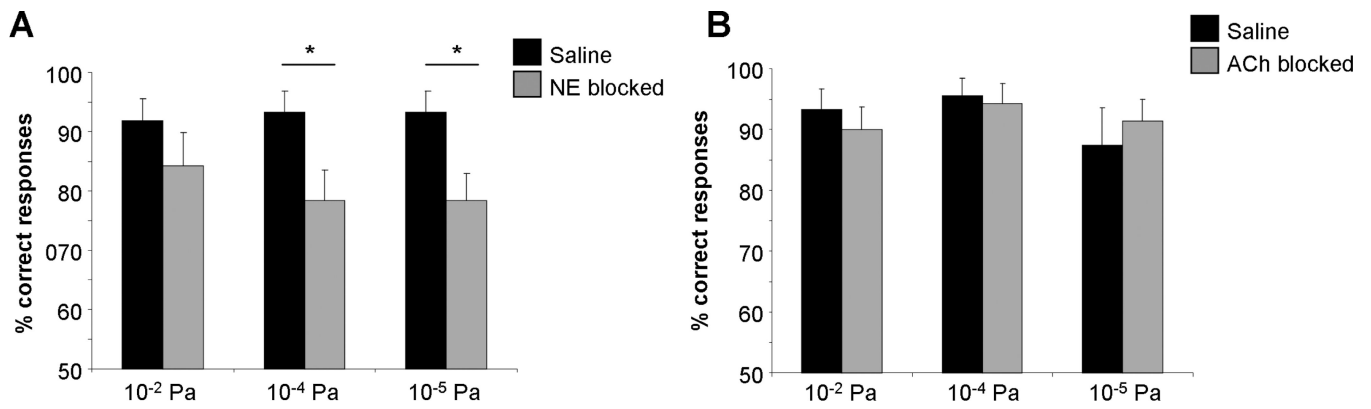 A
Saline
NE blocked
* *
% correct responses
100
90
80
070
60
50
10⁻² Pa 10⁻⁴ Pa 10⁻⁵ Pa
B
Saline
ACh blocked
% correct responses
100
90
80
70
60
50
10⁻² Pa 10⁻⁴ Pa 10⁻⁵ Pa